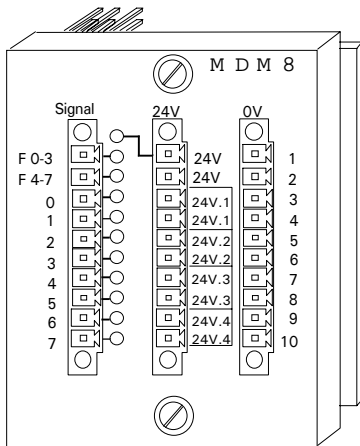 MDM8
Signal 24V 0V
F 0-3 24V 1
F 4-7 24V 2
0 24V.1 3
1 24V.1 4
2 24V.2 5
3 24V.2 6
4 24V.3 7
5 24V.3 8
6 24V.4 9
7 24V.4 10